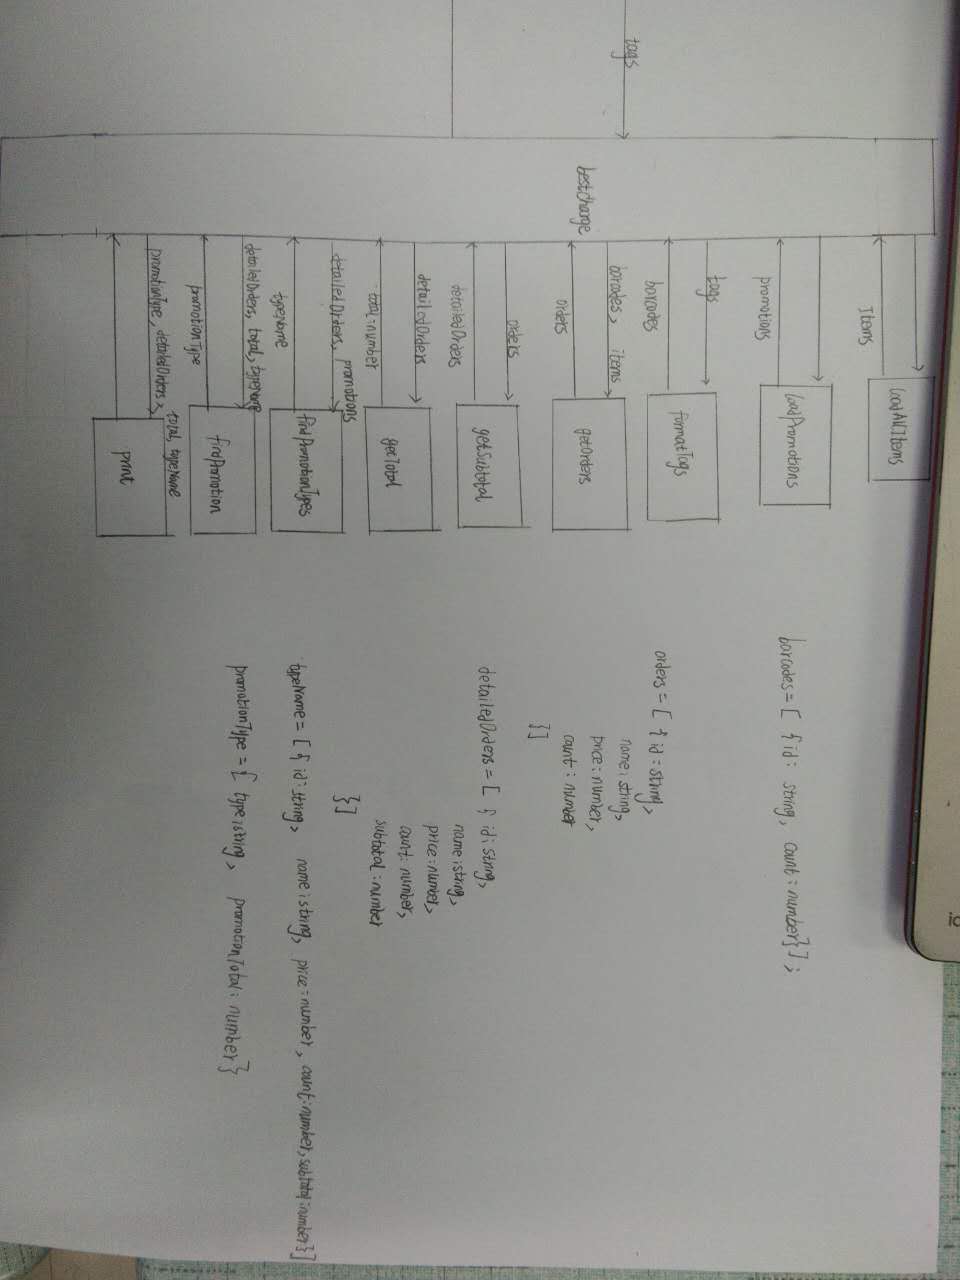 tags
bestCharge
Items
loadAllItems
promotions
loadPromotions
tags
barcodes
formatTags
barcodes, items
orders
getOrders
orders
detailedOrders
getSubtotal
detailedOrders
total:number
getTotal
detailedOrders, promotions
typeName
findPromotionTypes
detailedOrders, total, typeName
promotionType
findPromotion
promotionType, detailedOrders,
total, typeName
print
barcodes = [ { id: string, count: number}];
orders = [ { id: string,
name: string,
price: number,
count: number
}]
detailedOrders = [ { id: string,
name: string,
price: number,
count: number,
subtotal: number
}]
typeName = [ { id: string, name: string, price: number, count: number, subtotal: number}]
promotionType = { type: string, promotionTotal: number}